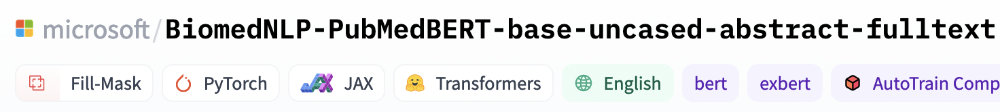 microsoft/BiomedNLP-PubMedBERT-base-uncased-abstract-fulltext
Fill-Mask PyTorch JAX Transformers English bert exbert AutoTrain Comp